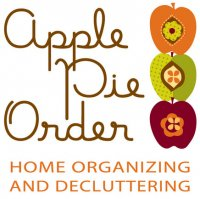 Apple
Pie
Order
HOME ORGANIZING
AND DECLUTTERING